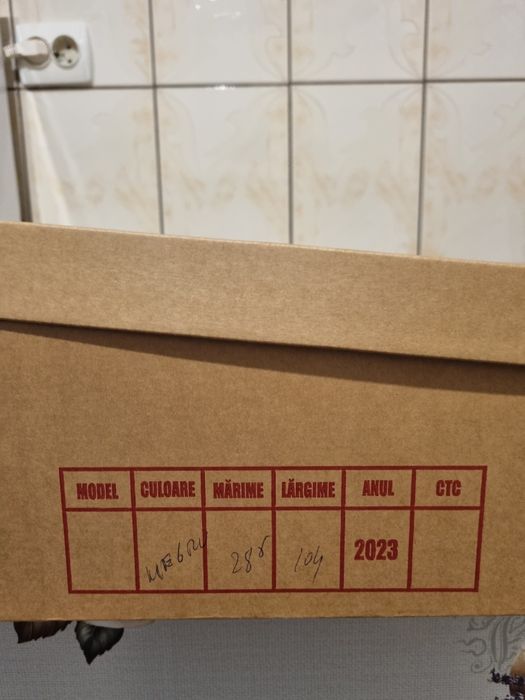 MODEL CULOARE MĂRIME LĂRGIME ANUL CTC
NEGRU 285 104 2023